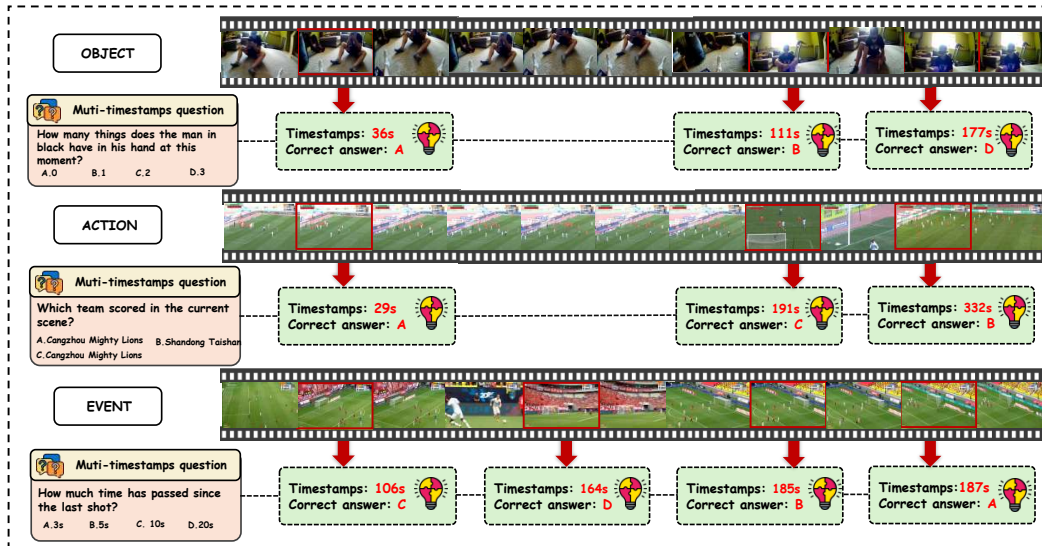 OBJECT
Muti-timestamps question
How many things does the man in
black have in his hand at this
moment?
A.0 B.1 C.2 D.3
Timestamps: 36s
Correct answer: A
Timestamps: 111s
Correct answer: B
Timestamps: 177s
Correct answer: D
ACTION
Muti-timestamps question
Which team scored in the current
scene?
A.Cangzhou Mighty Lions B.Shandong Taishan
C.Cangzhou Mighty Lions
Timestamps: 29s
Correct answer: A
Timestamps: 191s
Correct answer: C
Timestamps: 332s
Correct answer: B
EVENT
Muti-timestamps question
How much time has passed since
the last shot?
A.3s B.5s C. 10s D.20s
Timestamps: 106s
Correct answer: C
Timestamps: 164s
Correct answer: D
Timestamps: 185s
Correct answer: B
Timestamps:187s
Correct answer: A